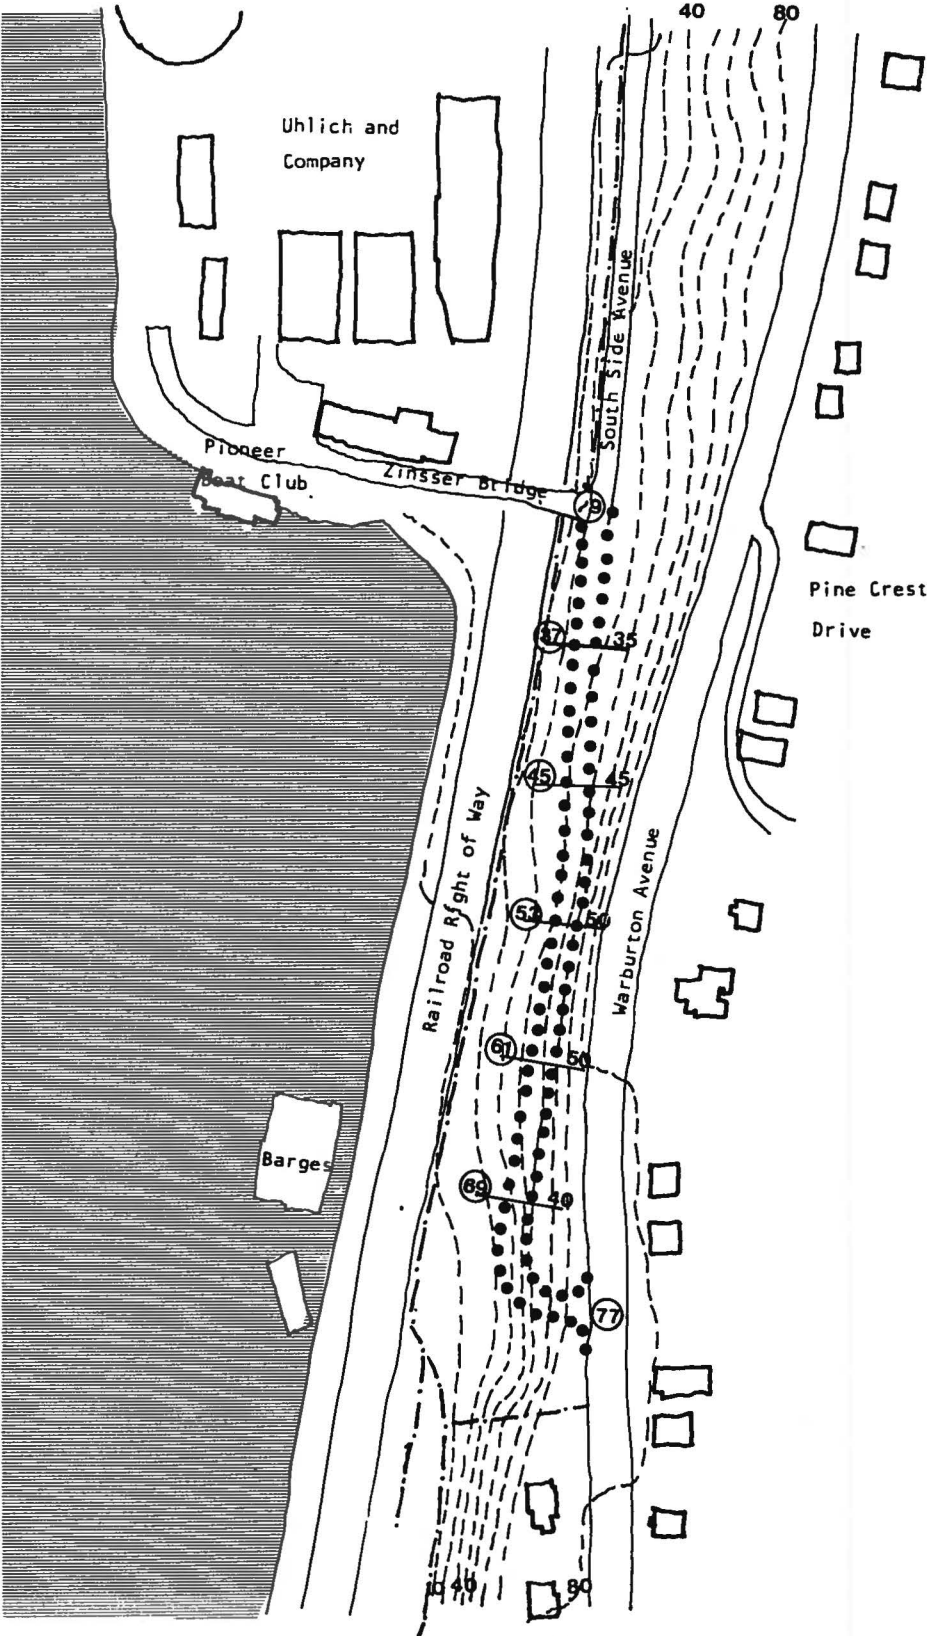 40 80
Uhlich and
Company
South Side Avenue
Pioneer
Boat Club
Zinsser Bridge
Pine Crest
Drive
37 35
45 45
Railroad Right of Way
Warburton Avenue
53 50
61 50
Barges
69 40
77
40 80